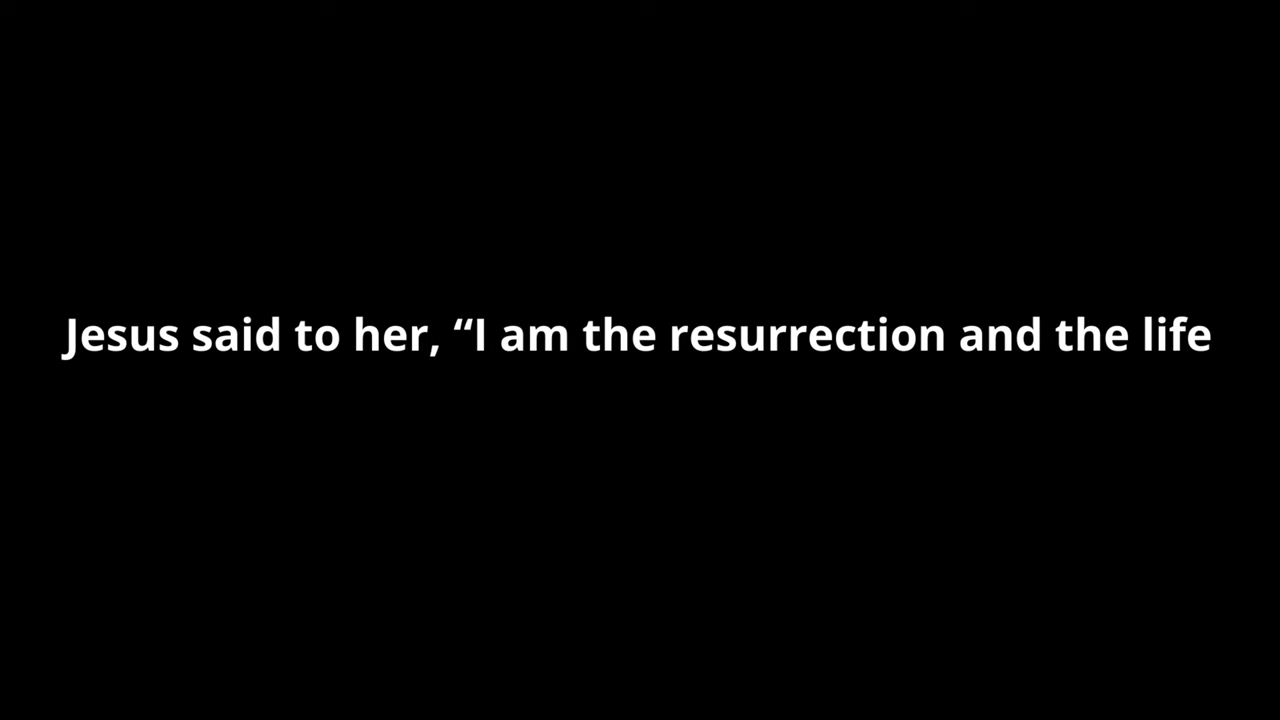 Jesus said to her, “I am the resurrection and the life